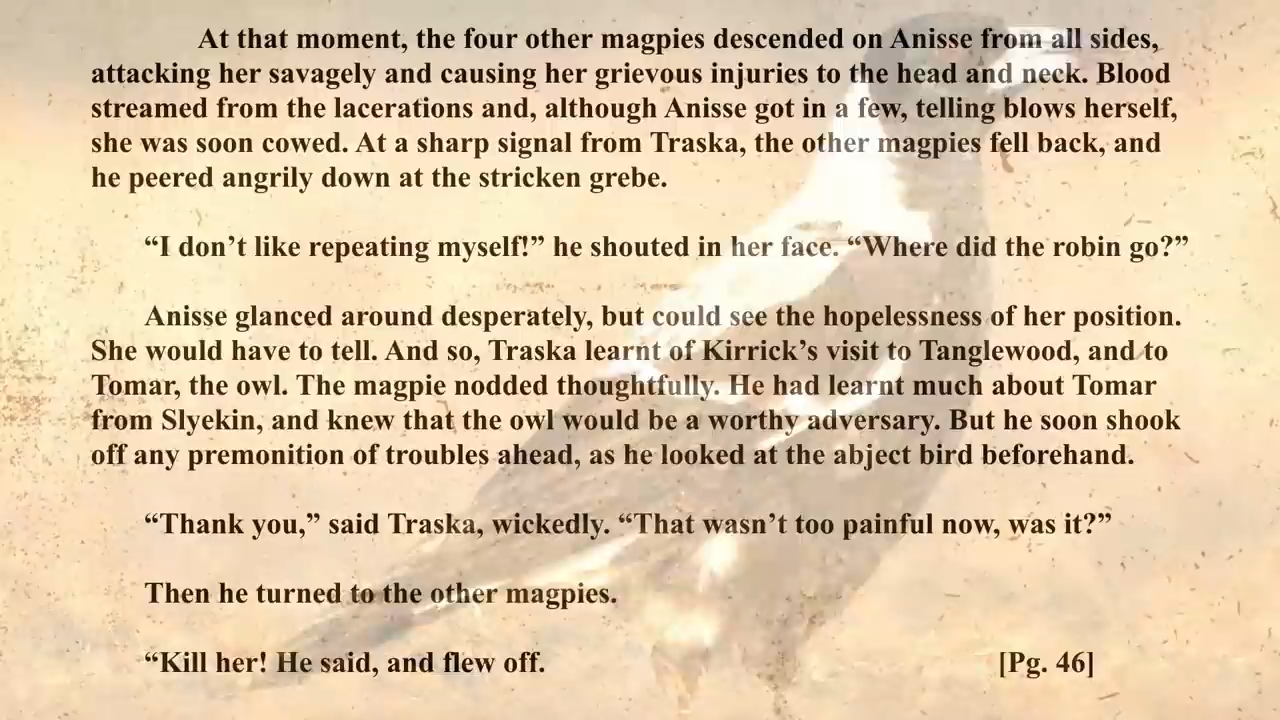 At that moment, the four other magpies descended on Anisse from all sides,
attacking her savagely and causing her grievous injuries to the head and neck. Blood
streamed from the lacerations and, although Anisse got in a few, telling blows herself,
she was soon cowed. At a sharp signal from Traska, the other magpies fell back, and
he peered angrily down at the stricken grebe.
“I don’t like repeating myself!” he shouted in her face. “Where did the robin go?”
Anisse glanced around desperately, but could see the hopelessness of her position.
She would have to tell. And so, Traska learnt of Kirrick’s visit to Tanglewood, and to
Tomar, the owl. The magpie nodded thoughtfully. He had learnt much about Tomar
from Slyekin, and knew that the owl would be a worthy adversary. But he soon shook
off any premonition of troubles ahead, as he looked at the abject bird beforehand.
“Thank you,” said Traska, wickedly. “That wasn’t too painful now, was it?”
Then he turned to the other magpies.
“Kill her! He said, and flew off. [Pg. 46]